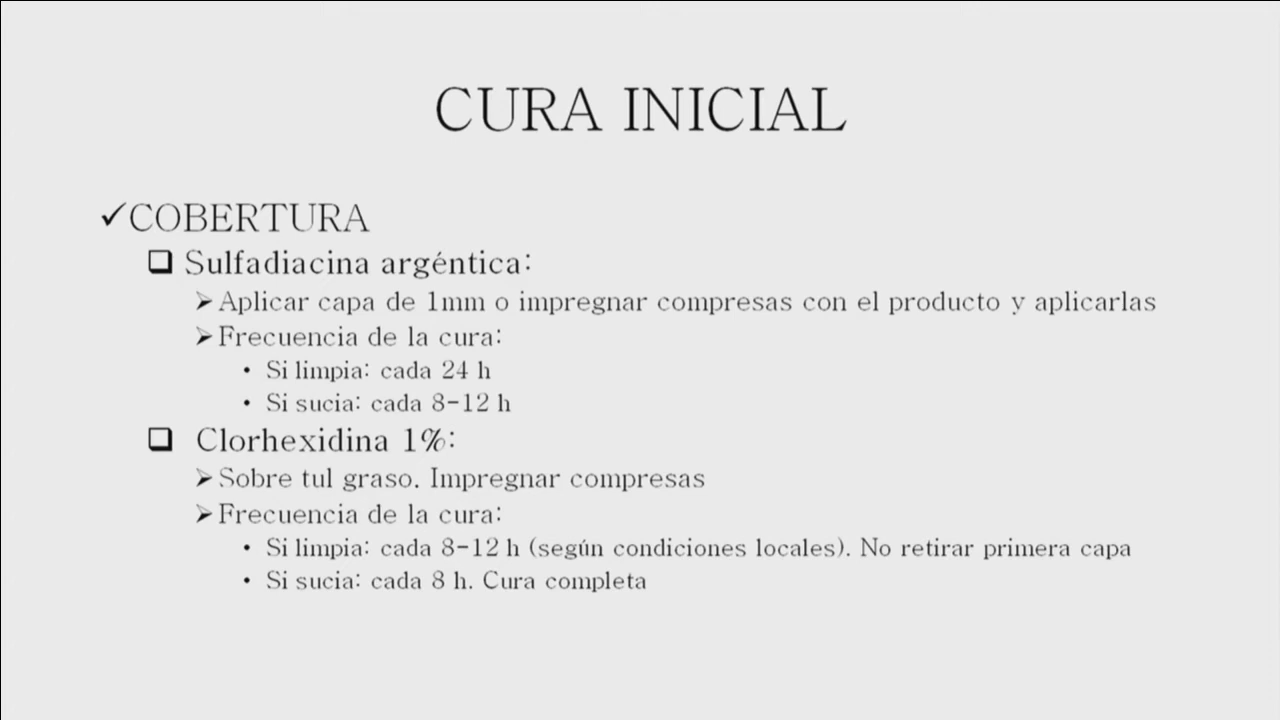 CURA INICIAL
✓COBERTURA
❑ Sulfadiacina argéntica:
➢Aplicar capa de 1mm o impregnar compresas con el producto y aplicarlas
➢Frecuencia de la cura:
• Si limpia: cada 24 h
• Si sucia: cada 8-12 h
❑ Clorhexidina 1%:
➢Sobre tul graso. Impregnar compresas
➢Frecuencia de la cura:
• Si limpia: cada 8-12 h (según condiciones locales). No retirar primera capa
• Si sucia: cada 8 h. Cura completa